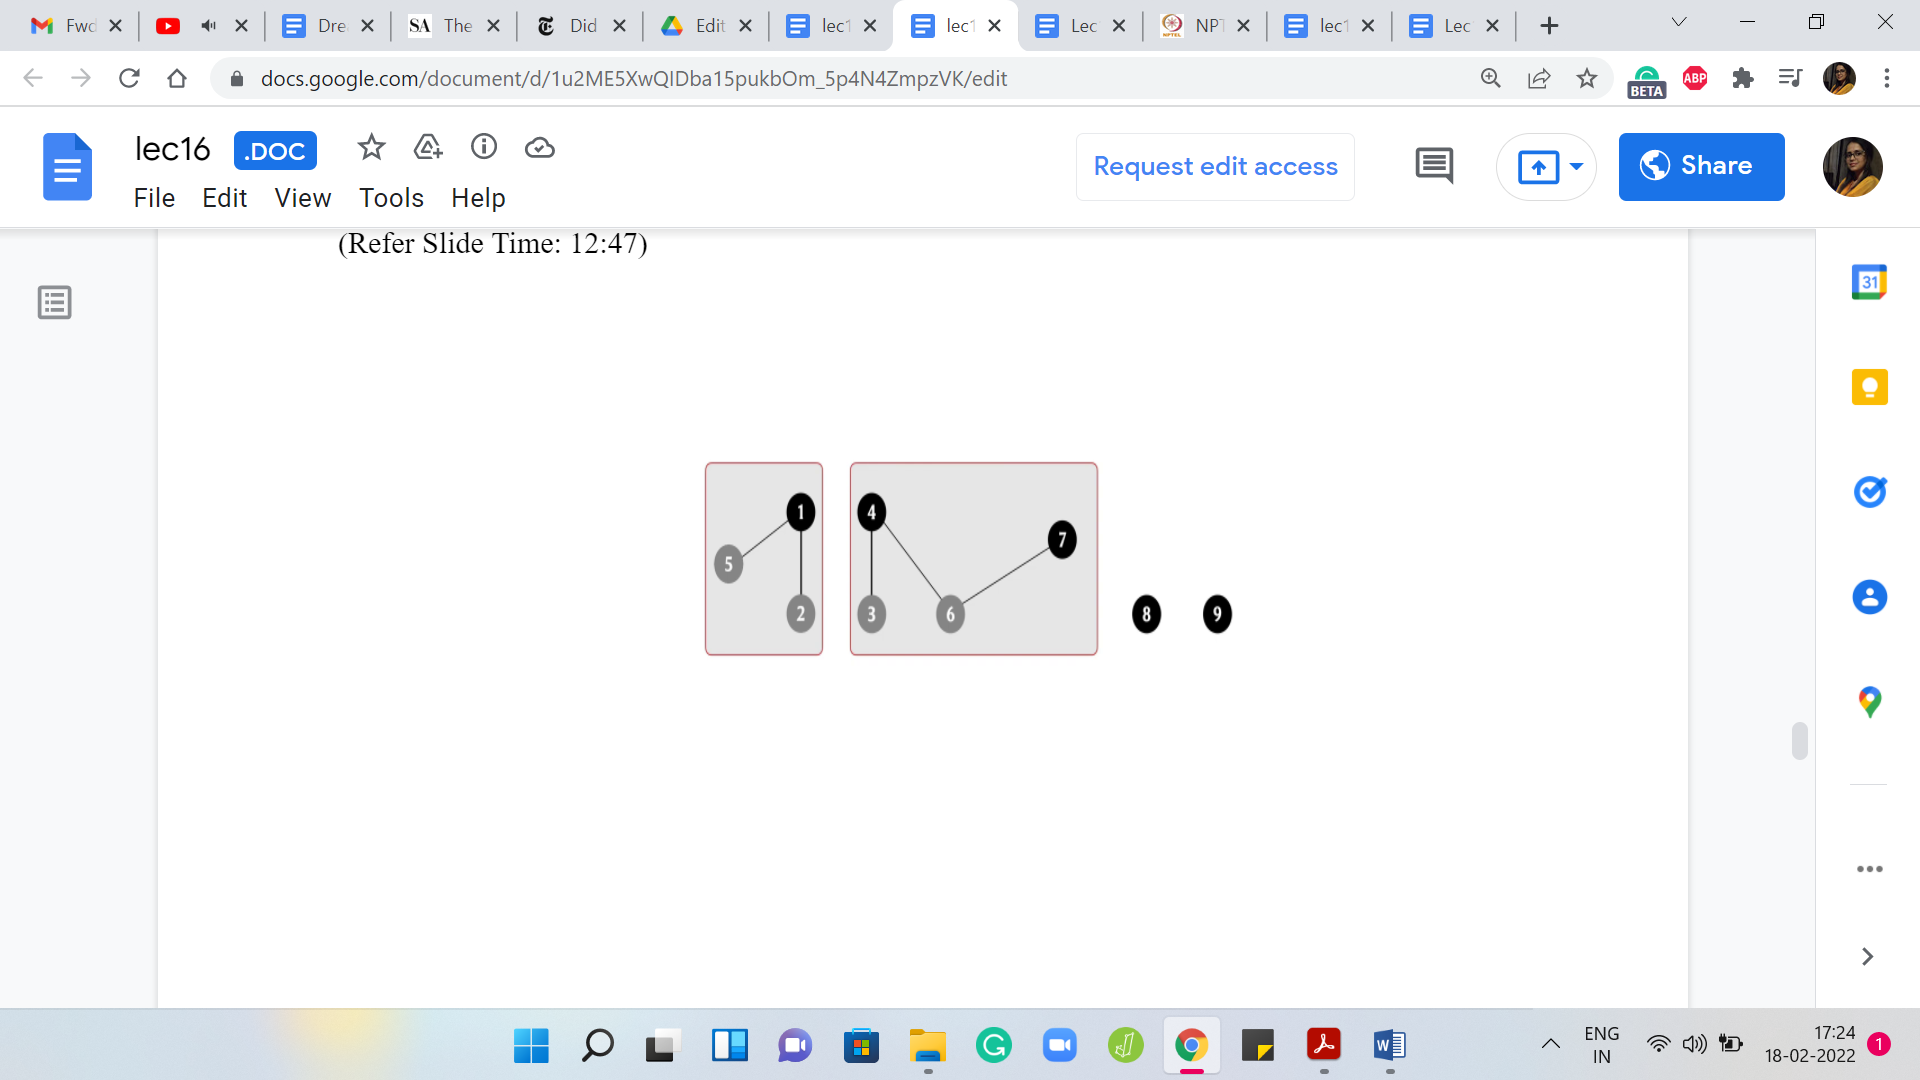 Fwd
Dre
SA The
Did
Edit
lec1
lec1
Lec
NPT
lec1
Lec
docs.google.com/document/d/1u2ME5XwQIDba15pukbOm_5p4N4ZmpzVK/edit
BETA
ABP
lec16 .DOC
Request edit access
Share
File Edit View Tools Help
(Refer Slide Time: 12:47)
31
1
4
7
5
2
3
6
8
9
ENG
IN
17:24
18-02-2022
1